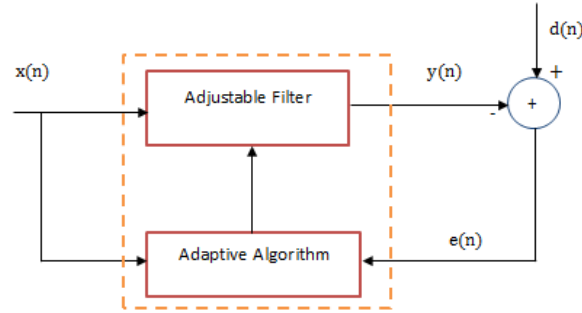 d(n)
x(n)
y(n)
+
Adjustable Filter
+
-
e(n)
Adaptive Algorithm